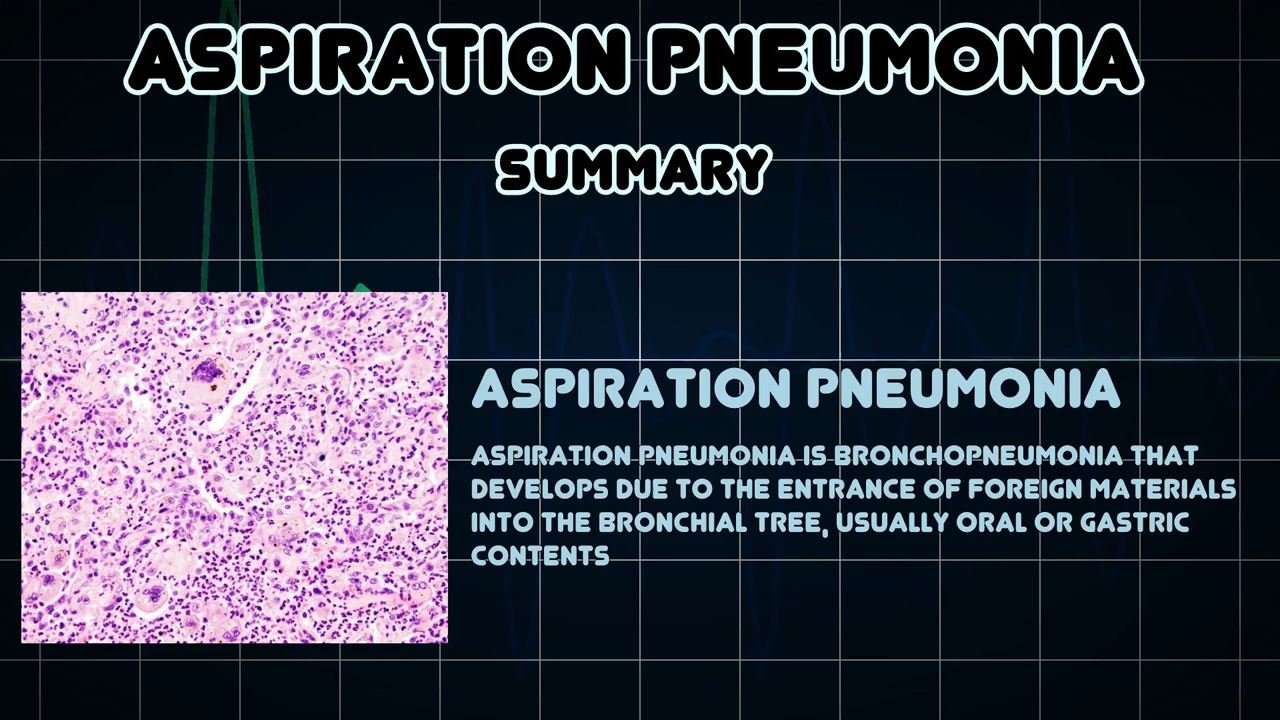 ASPIRATION PNEUMONIA
SUMMARY
ASPIRATION PNEUMONIA
ASPIRATION PNEUMONIA IS BRONCHOPNEUMONIA THAT
DEVELOPS DUE TO THE ENTRANCE OF FOREIGN MATERIALS
INTO THE BRONCHIAL TREE, USUALLY ORAL OR GASTRIC
CONTENTS